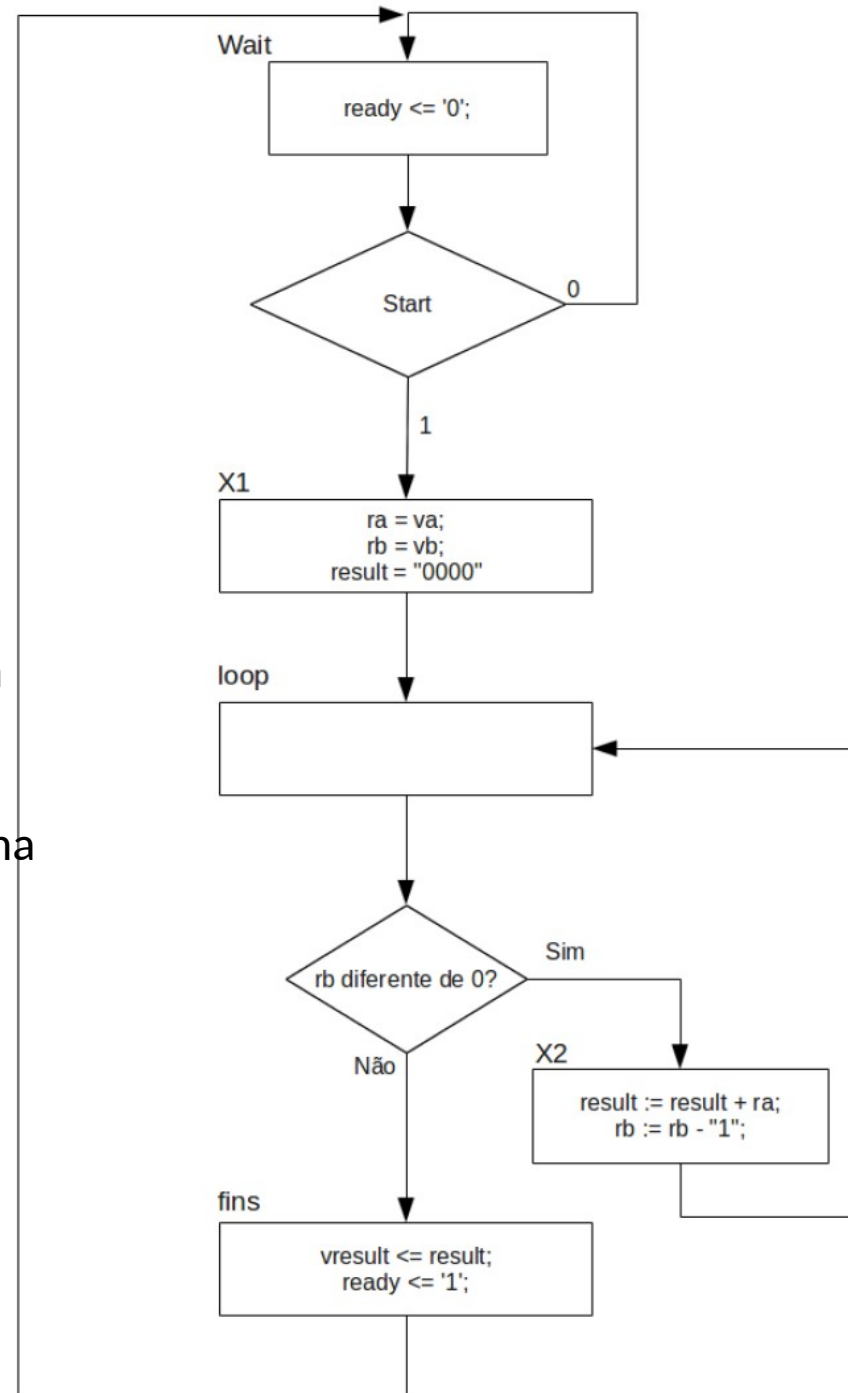 Wait
ready <= '0';
Start
0
1
X1
ra = va;
rb = vb;
result = "0000"
loop
na
rb diferente de 0?
Sim
Não
X2
result := result + ra;
rb := rb - "1";
fins
vresult <= result;
ready <= '1';